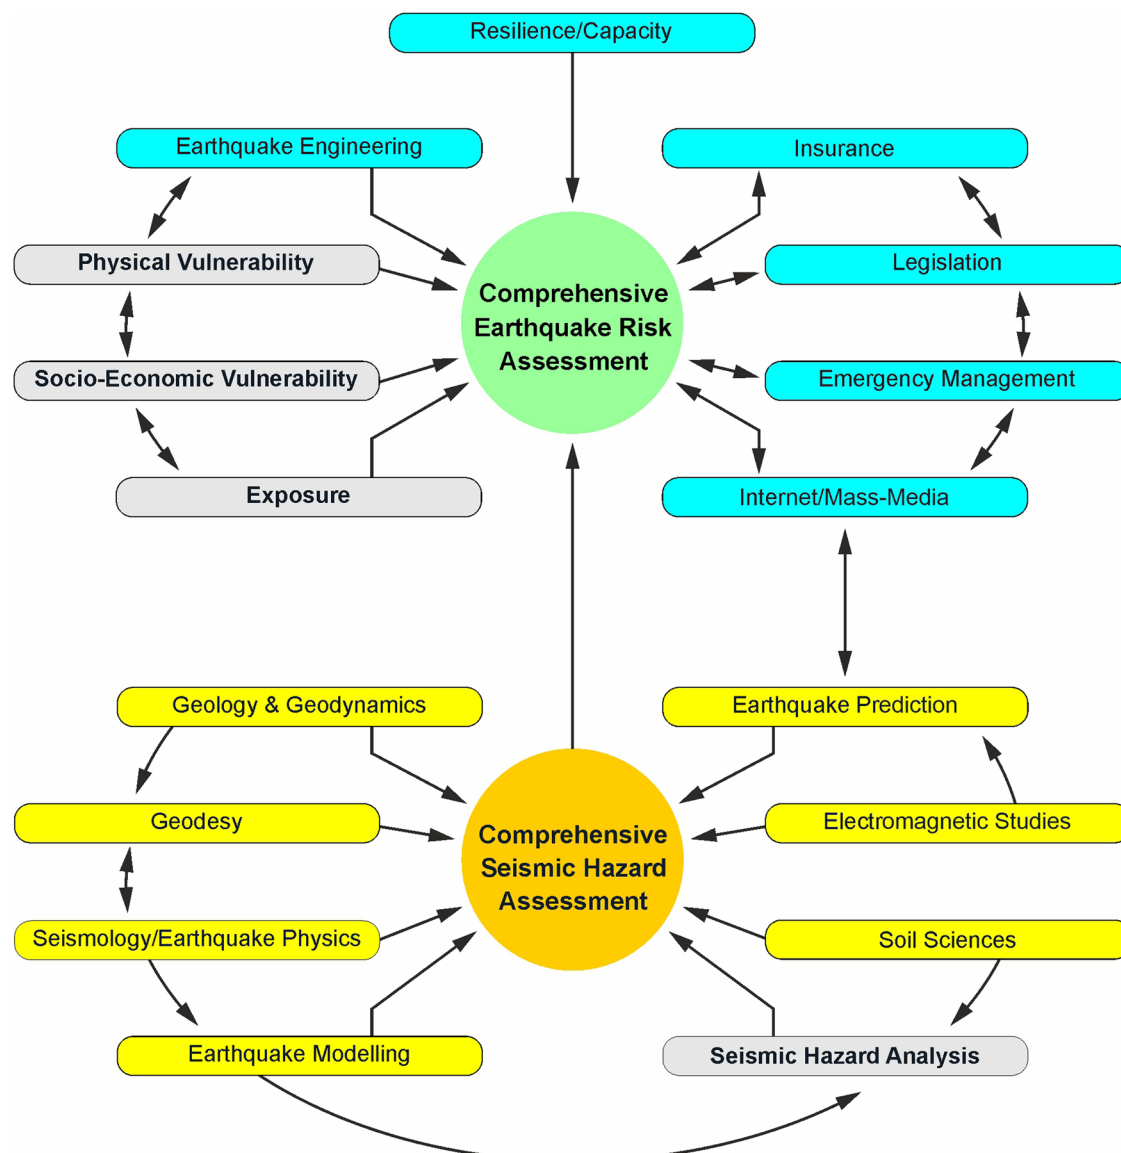 Resilience/Capacity
Earthquake Engineering
Insurance
Physical Vulnerability
Legislation
Comprehensive
Earthquake Risk
Assessment
Socio-Economic Vulnerability
Emergency Management
Exposure
Internet/Mass-Media
Geology & Geodynamics
Earthquake Prediction
Geodesy
Electromagnetic Studies
Comprehensive
Seismic Hazard
Assessment
Seismology/Earthquake Physics
Soil Sciences
Earthquake Modelling
Seismic Hazard Analysis